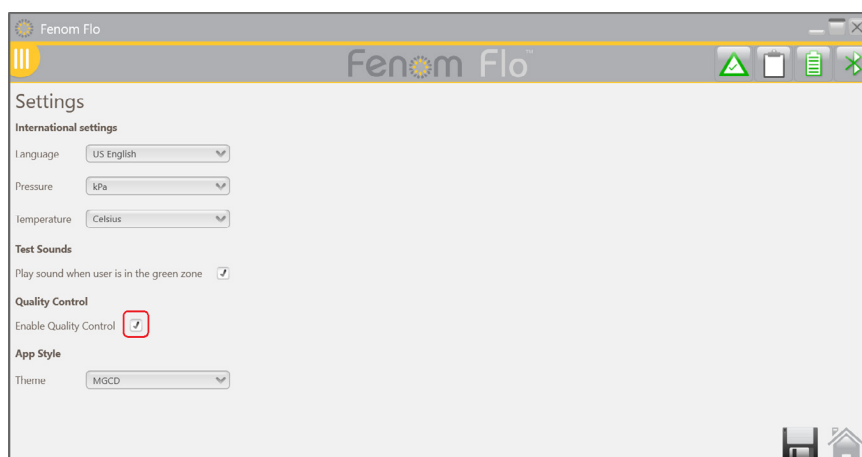 Fenom Flo
Fenom Flo™
Settings
International settings
Language US English
Pressure kPa
Temperature Celsius
Test Sounds
Play sound when user is in the green zone
Quality Control
Enable Quality Control
App Style
Theme MGCD